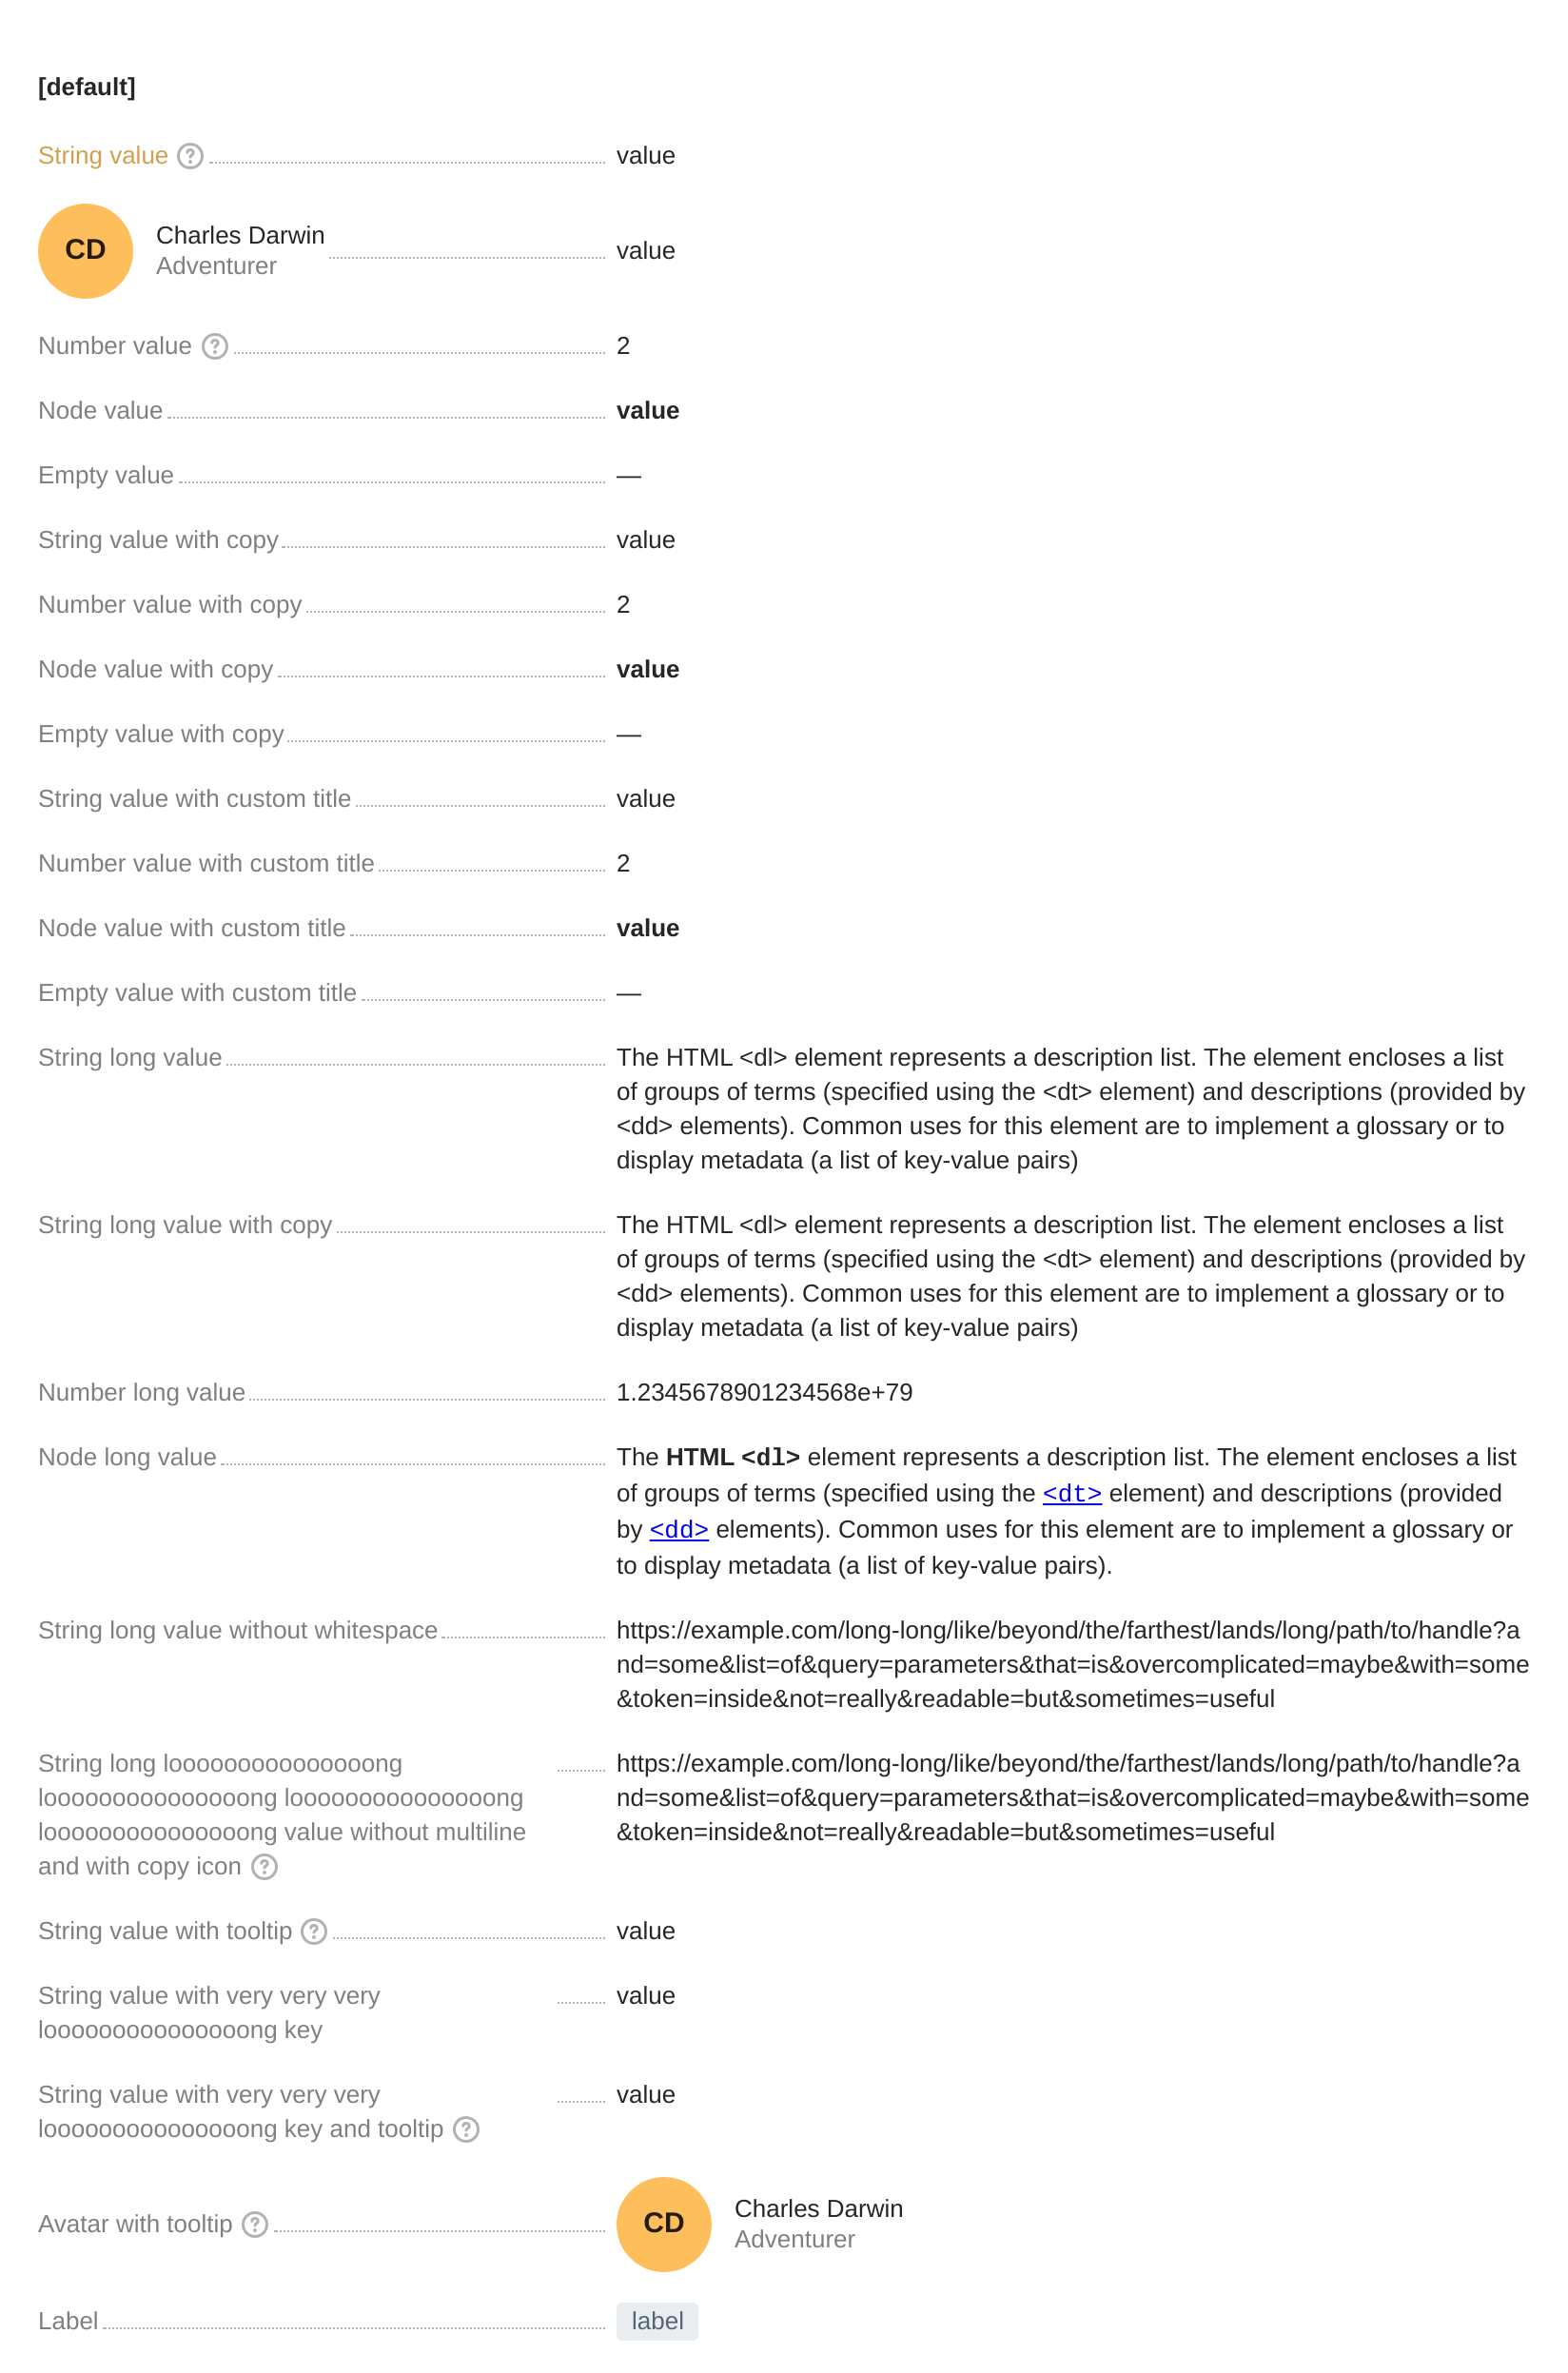 [default]
String value value
CD Charles Darwin value
Adventurer
Number value 2
Node value value
Empty value —
String value with copy value
Number value with copy 2
Node value with copy value
Empty value with copy —
String value with custom title value
Number value with custom title 2
Node value with custom title value
Empty value with custom title —
String long value The HTML <dl> element represents a description list. The element encloses a list
of groups of terms (specified using the <dt> element) and descriptions (provided by
<dd> elements). Common uses for this element are to implement a glossary or to
display metadata (a list of key-value pairs)
String long value with copy The HTML <dl> element represents a description list. The element encloses a list
of groups of terms (specified using the <dt> element) and descriptions (provided by
<dd> elements). Common uses for this element are to implement a glossary or to
display metadata (a list of key-value pairs)
Number long value 1.2345678901234568e+79
Node long value The HTML <dl> element represents a description list. The element encloses a list
of groups of terms (specified using the <dt> element) and descriptions (provided
by <dd> elements). Common uses for this element are to implement a glossary or
to display metadata (a list of key-value pairs).
String long value without whitespace https://example.com/long-long/like/beyond/the/farthest/lands/long/path/to/handle?a
nd=some&list=of&query=parameters&that=is&overcomplicated=maybe&with=some
&token=inside&not=really&readable=but&sometimes=useful
String long looooooooooooooong https://example.com/long-long/like/beyond/the/farthest/lands/long/path/to/handle?a
looooooooooooooong looooooooooooooong nd=some&list=of&query=parameters&that=is&overcomplicated=maybe&with=some
looooooooooooooong value without multiline &token=inside&not=really&readable=but&sometimes=useful
and with copy icon
String value with tooltip value
String value with very very very value
looooooooooooooong key
String value with very very very value
looooooooooooooong key and tooltip
Avatar with tooltip CD Charles Darwin
Adventurer
Label label